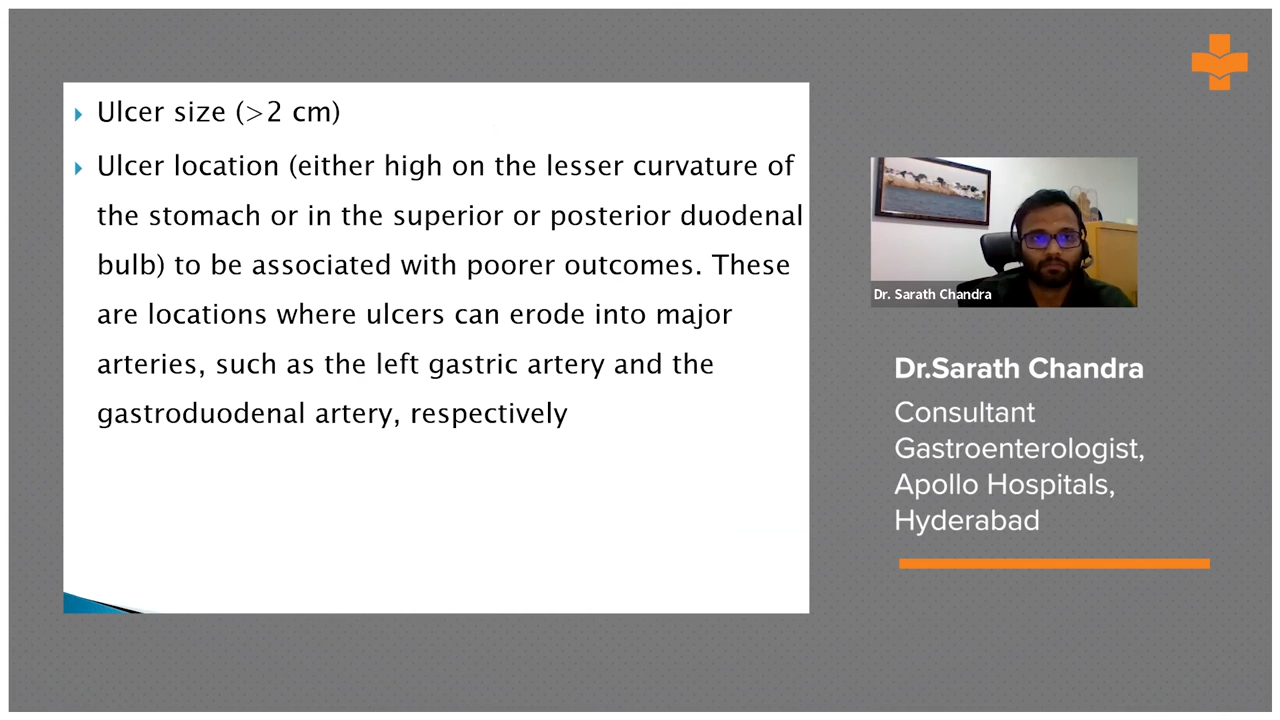 Ulcer size (>2 cm)
Ulcer location (either high on the lesser curvature of
the stomach or in the superior or posterior duodenal
bulb) to be associated with poorer outcomes. These
are locations where ulcers can erode into major
arteries, such as the left gastric artery and the
gastroduodenal artery, respectively
Dr. Sarath Chandra
Dr.Sarath Chandra
Consultant
Gastroenterologist,
Apollo Hospitals,
Hyderabad